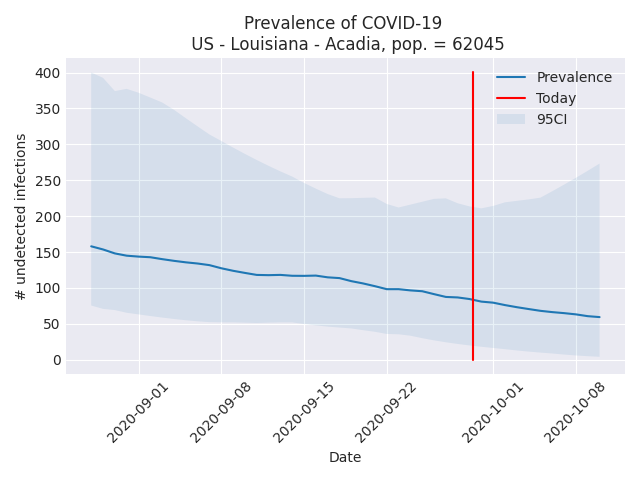 Prevalence of COVID-19
US - Louisiana - Acadia, pop. = 62045
Prevalence
Today
95CI
# undetected infections
400
350
300
250
200
150
100
50
0
2020-09-01
2020-09-08
2020-09-15
2020-09-22
2020-10-01
2020-10-08
Date